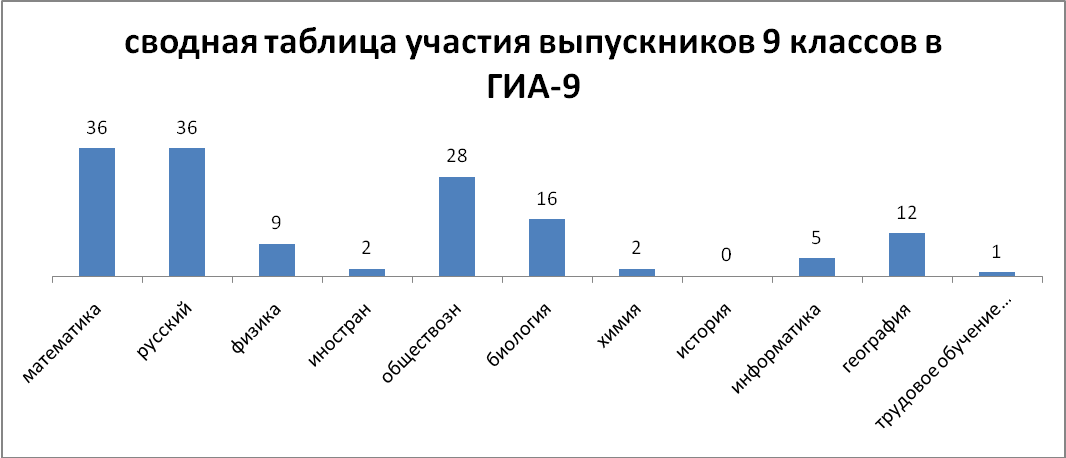 сводная таблица участия выпускников 9 классов в
ГИА-9
36
36
9
2
28
16
2
0
5
12
1
математика
русский
физика
иностран
обществозн
биология
химия
история
информатика
география
трудовое обучение...